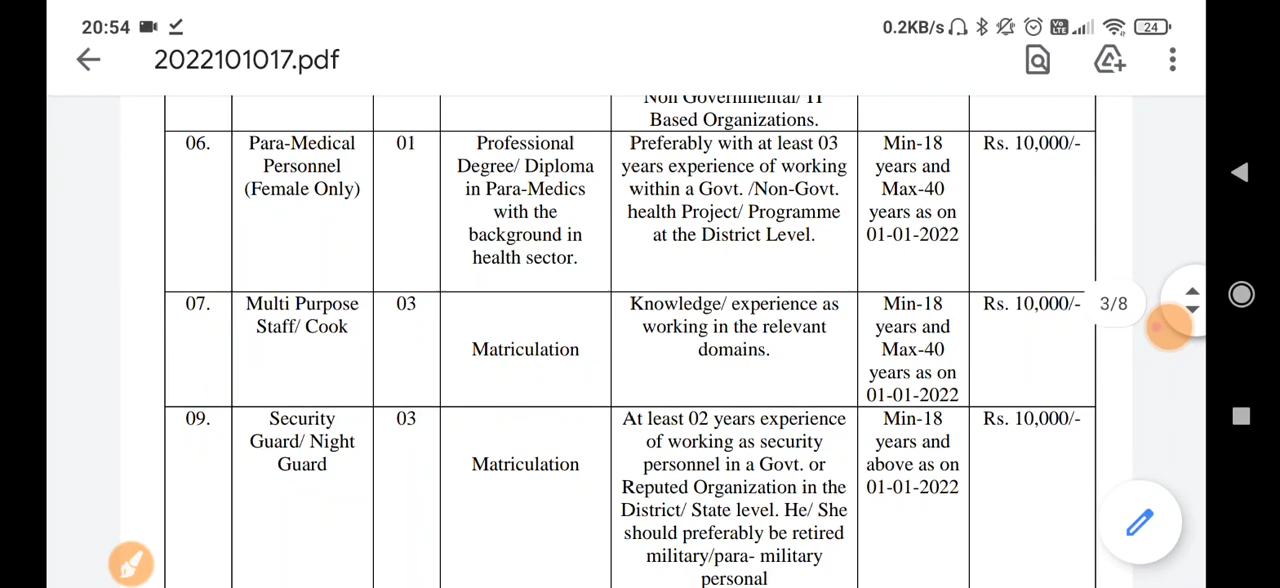 20:54
0.2KB/s
24
2022101017.pdf
Non Governmental/ IT
Based Organizations.
06.
Para-Medical
Personnel
(Female Only)
01
Professional
Degree/ Diploma
in Para-Medics
with the
background in
health sector.
Preferably with at least 03
years experience of working
within a Govt. /Non-Govt.
health Project/ Programme
at the District Level.
Min-18
years and
Max-40
years as on
01-01-2022
Rs. 10,000/-
07.
Multi Purpose
Staff/ Cook
03
Matriculation
Knowledge/ experience as
working in the relevant
domains.
Min-18
years and
Max-40
years as on
01-01-2022
Rs. 10,000/-
3/8
09.
Security
Guard/ Night
Guard
03
Matriculation
At least 02 years experience
of working as security
personnel in a Govt. or
Reputed Organization in the
District/ State level. He/ She
should preferably be retired
military/para- military
personal
Min-18
years and
above as on
01-01-2022
Rs. 10,000/-